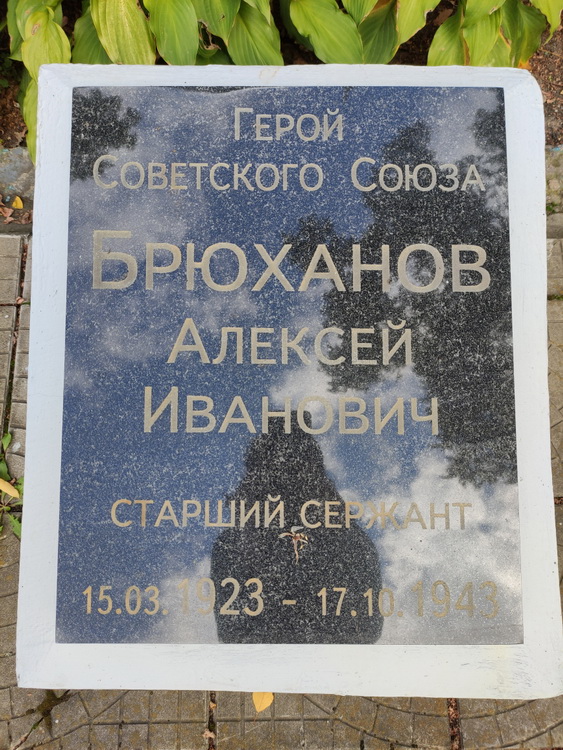 Герой
Советского Союза
Брюханов
Алексей
Иванович
старший сержант
15.03.1923 - 17.10.1943